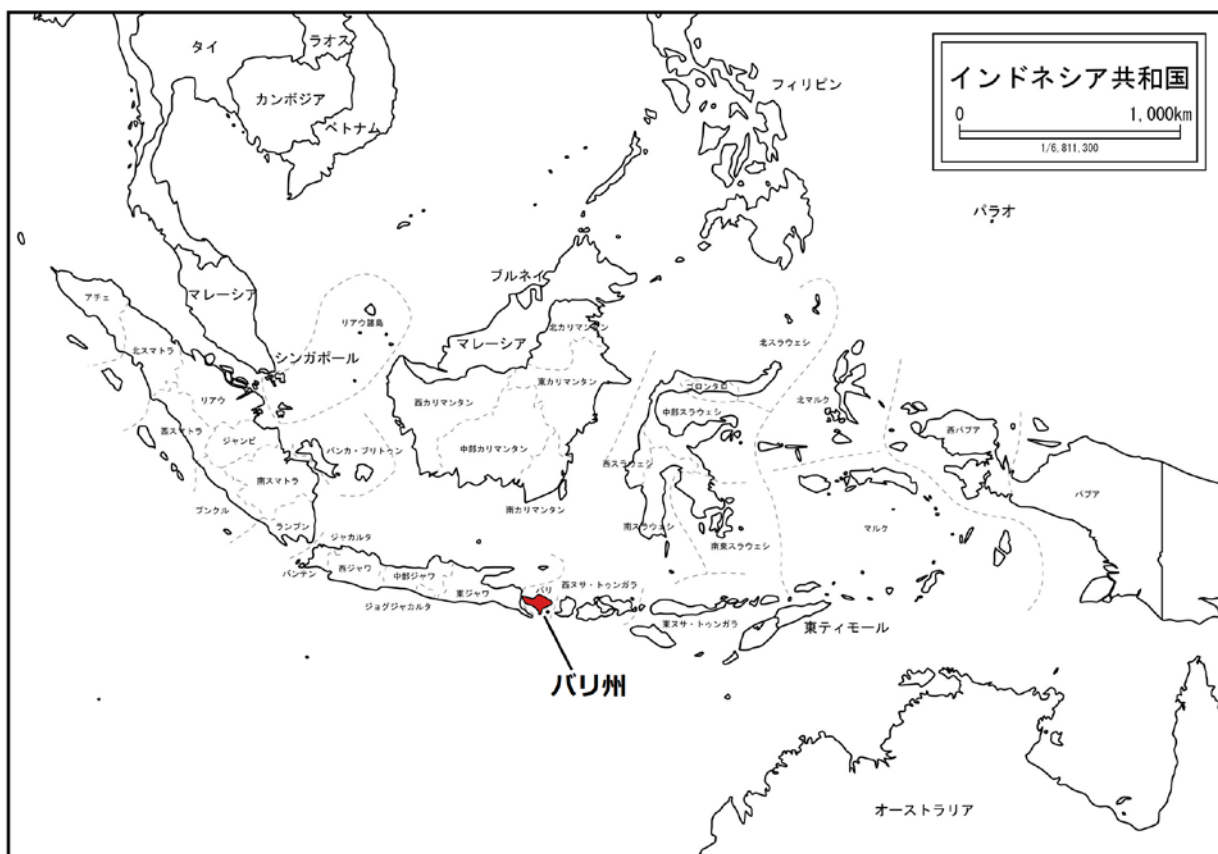 タイ
ラオス
カンボジア
ベトナム
フィリピン
インドネシア共和国
0 1,000km
1/6,811,300
パラオ
ブルネイ
マレーシア
アチェ
リアウ諸島
北カリマンタン
マレーシア
北スラウェシ
シンガポール
北スマトラ
東カリマンタン
ゴロンタロ
リアウ
西カリマンタン
北マルク
中部スラウェシ
西スマトラ
ジャンビ
バンカ・ブリトゥン
中部カリマンタン
西パプア
西スラウェシ
南スマトラ
パプア
ブンクル
南カリマンタン
ランプン
南スラウェシ
マルク
ジャカルタ
南東スラウェシ
バンテン
西ジャワ
中部ジャワ
西ヌサ・トゥンガラ
バリ
東ジャワ
ジョグジャカルタ
東ヌサ・トゥンガラ
東ティモール
バリ州
オーストラリア